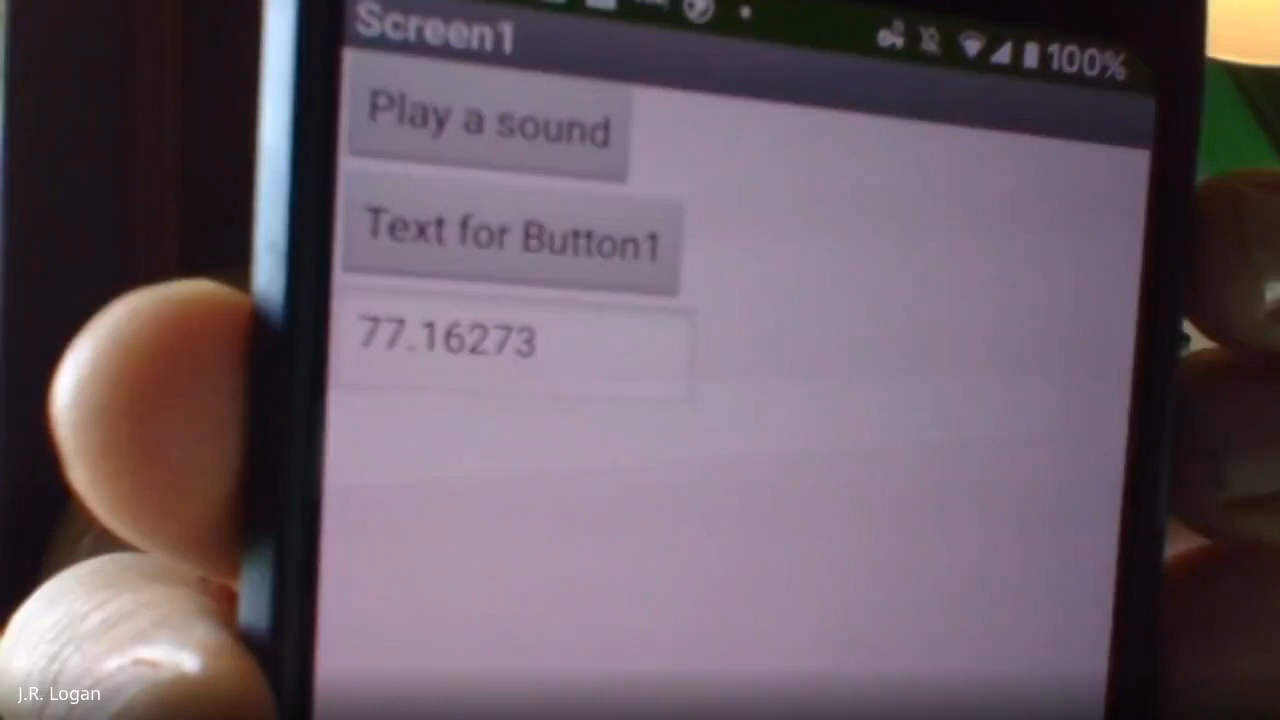 Screen1
100%
Play a sound
Text for Button1
77.16273
J.R. Logan